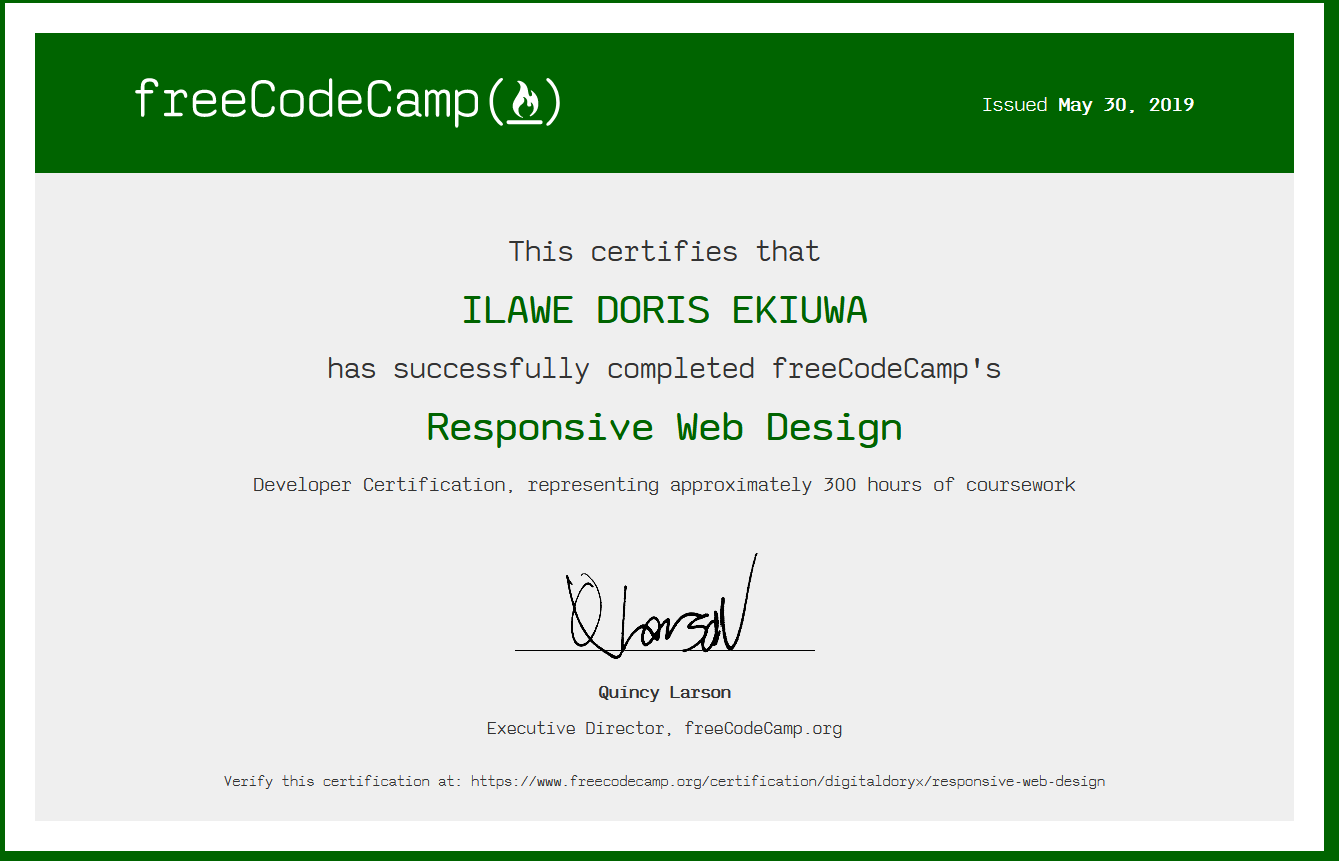 freeCodeCamp(🔥)
Issued May 30, 2019
This certifies that
ILAWE DORIS EKIUWA
has successfully completed freeCodeCamp's
Responsive Web Design
Developer Certification, representing approximately 300 hours of coursework
Q Larson
Quincy Larson
Executive Director, freeCodeCamp.org
Verify this certification at: https://www.freecodecamp.org/certification/digitaldoryx/responsive-web-design